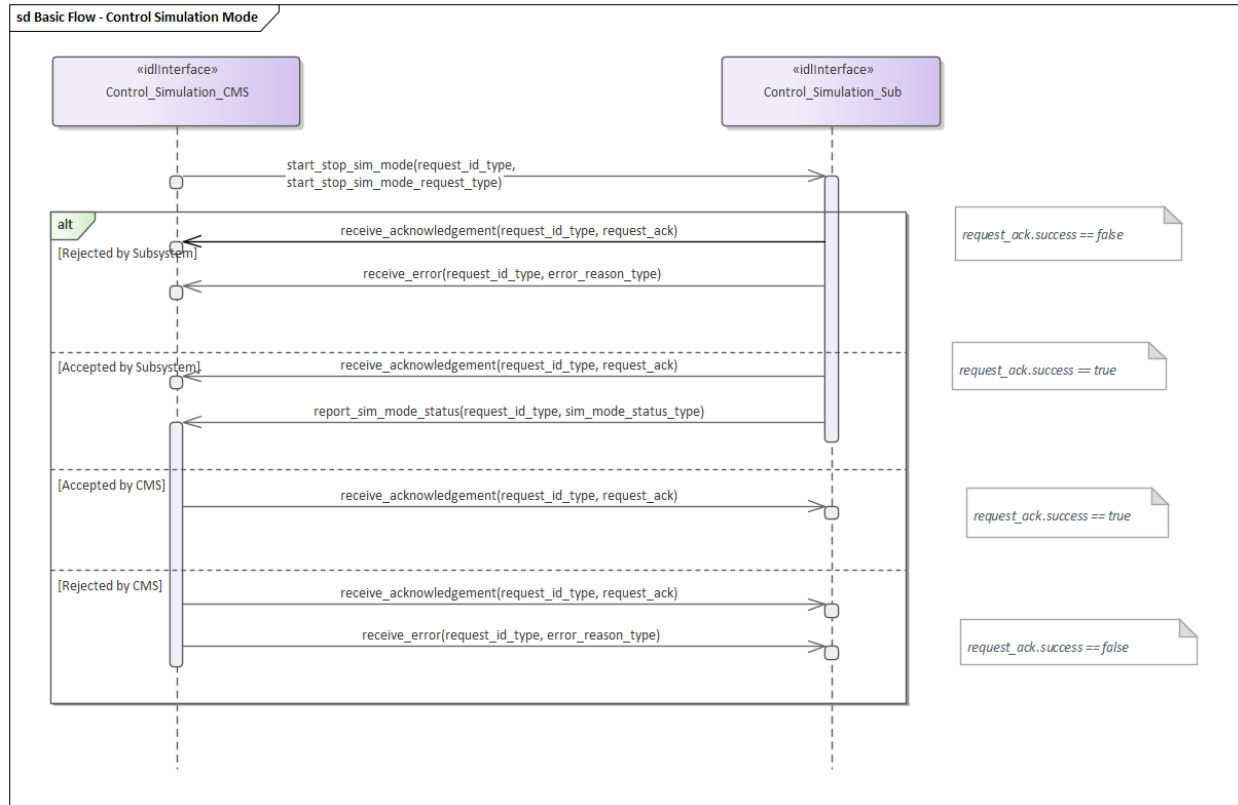 sd Basic Flow - Control Simulation Mode
«idlInterface»
Control_Simulation_CMS
«idlInterface»
Control_Simulation_Sub
start_stop_sim_mode(request_id_type,
start_stop_sim_mode_request_type)
alt
receive_acknowledgement(request_id_type, request_ack)
request_ack.success == false
[Rejected by Subsystem]
receive_error(request_id_type, error_reason_type)
[Accepted by Subsystem]
receive_acknowledgement(request_id_type, request_ack)
request_ack.success == true
report_sim_mode_status(request_id_type, sim_mode_status_type)
[Accepted by CMS]
receive_acknowledgement(request_id_type, request_ack)
request_ack.success == true
[Rejected by CMS]
receive_acknowledgement(request_id_type, request_ack)
receive_error(request_id_type, error_reason_type)
request_ack.success == false